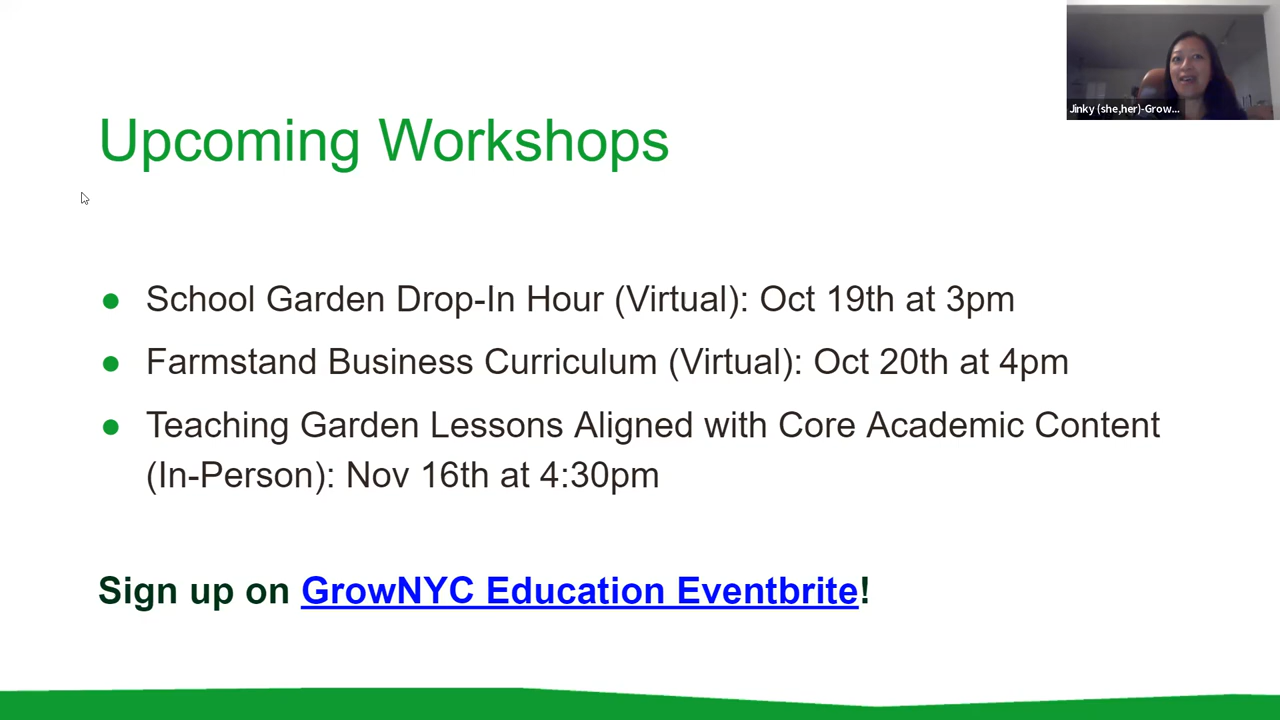 Jinky (she,her)-Grow...
Upcoming Workshops
● School Garden Drop-In Hour (Virtual): Oct 19th at 3pm
● Farmstand Business Curriculum (Virtual): Oct 20th at 4pm
● Teaching Garden Lessons Aligned with Core Academic Content
(In-Person): Nov 16th at 4:30pm
Sign up on GrowNYC Education Eventbrite!